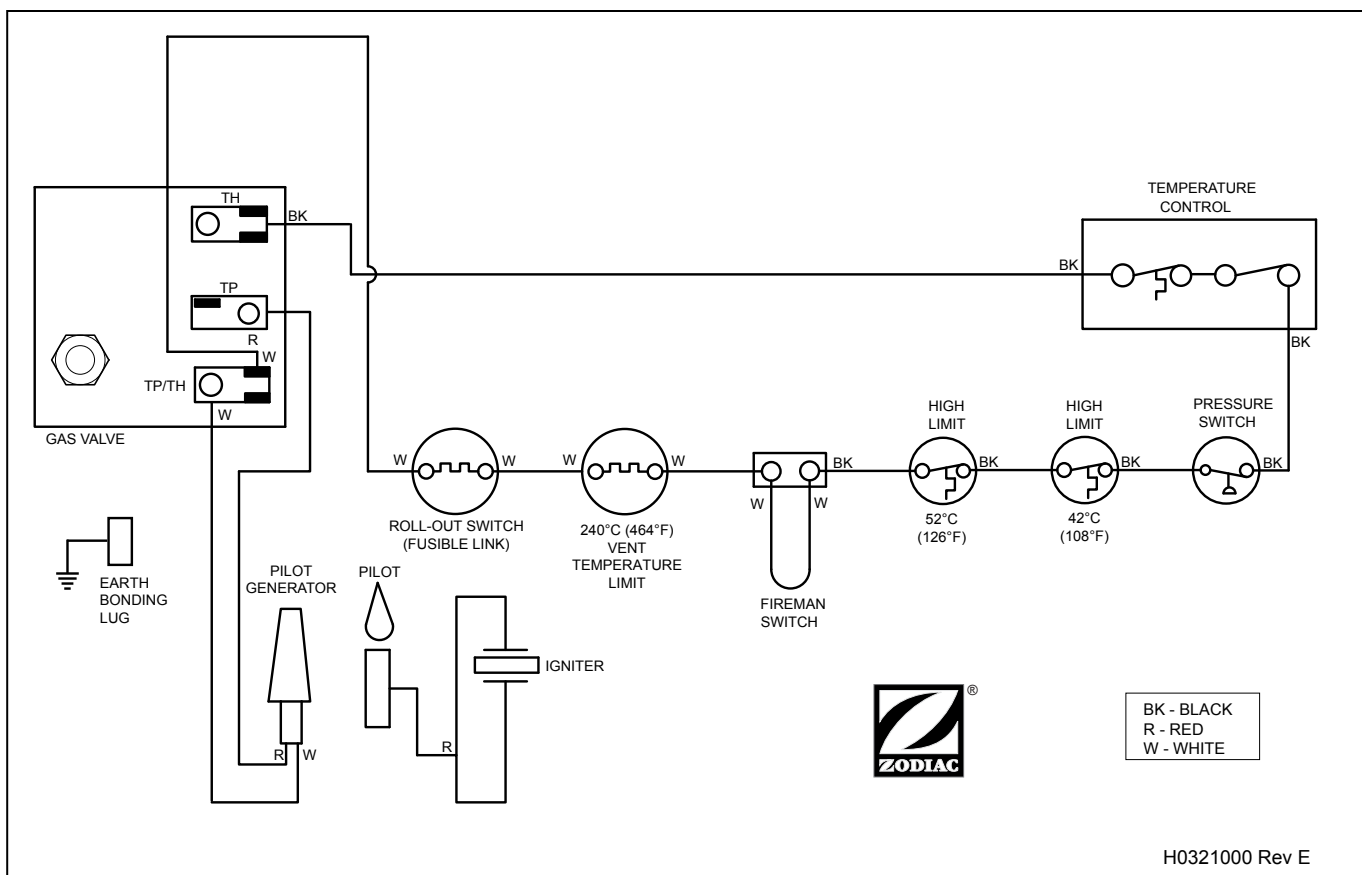 TH
BK
TP
R
W
TP/TH
W
GAS VALVE
TEMPERATURE
CONTROL
BK
BK
W
W
ROLL-OUT SWITCH
(FUSIBLE LINK)
W
W
240°C (464°F)
VENT
TEMPERATURE
LIMIT
BK
W
W
FIREMAN
SWITCH
HIGH
LIMIT
BK
52°C
(126°F)
HIGH
LIMIT
BK
42°C
(108°F)
PRESSURE
SWITCH
BK
EARTH
BONDING
LUG
PILOT
GENERATOR
R
W
PILOT
R
IGNITER
ZODIAC
®
BK - BLACK
R - RED
W - WHITE
H0321000 Rev E